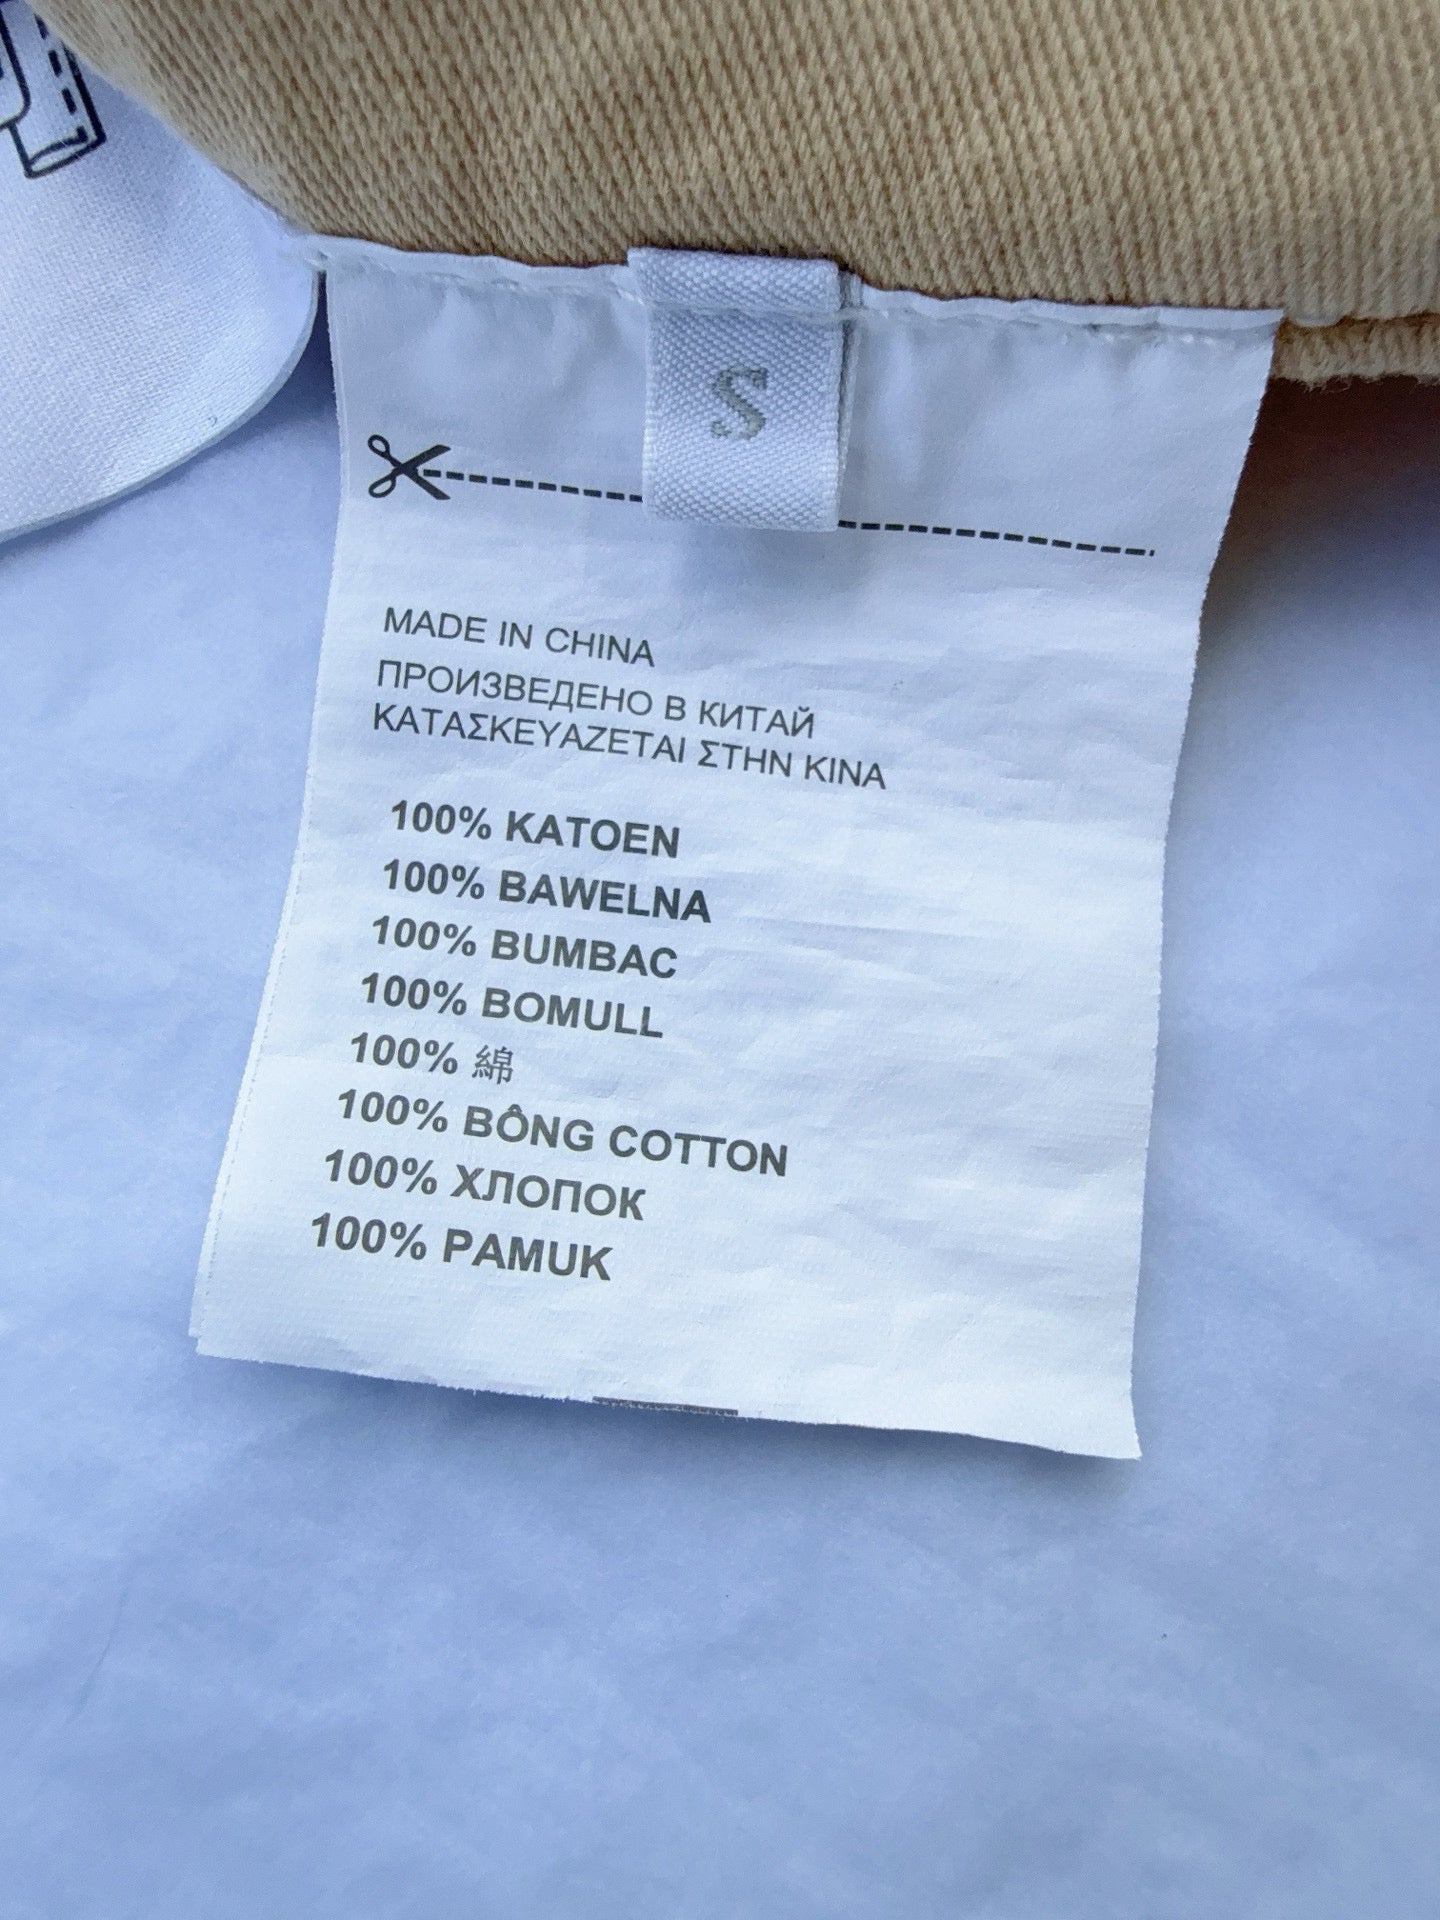 S
MADE IN CHINA
ПРОИЗВЕДЕНО В КИТАЙ
ΚΑΤΑΣΚΕΥΑΖΕΤΑΙ ΣΤΗΝ ΚΙΝΑ
100% KATOEN
100% BAWELNA
100% BUMBAC
100% BOMULL
100% 綿
100% BÔNG COTTON
100% ХЛОПОК
100% PAMUK